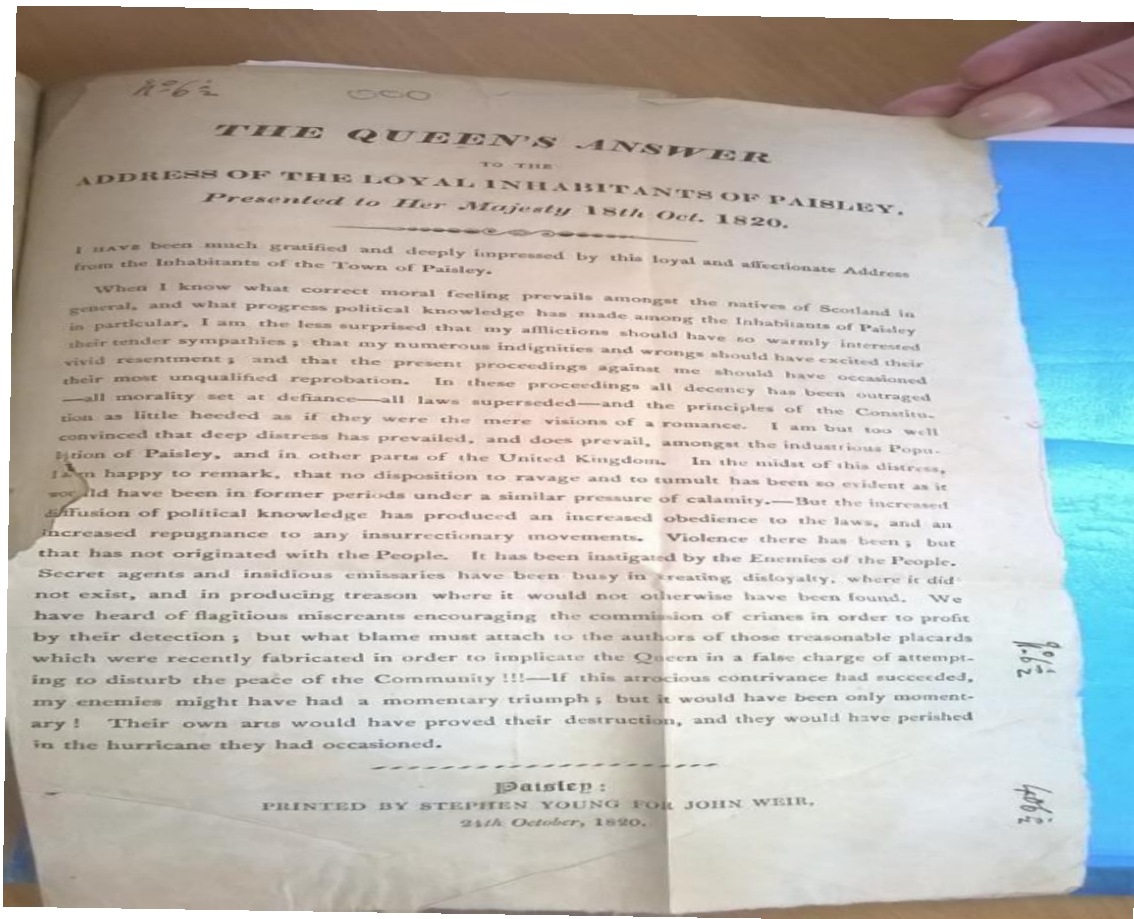 No 6 1/2
THE QUEEN'S ANSWER
TO THE
ADDRESS OF THE LOYAL INHABITANTS OF PAISLEY,
Presented to Her Majesty 18th Oct. 1820.
I HAVE been much gratified and deeply impressed by this loyal and affectionate Address
from the Inhabitants of the Town of Paisley.
When I know what correct moral feeling prevails amongst the natives of Scotland in
general, and what progress political knowledge has made among the Inhabitants of Paisley
in particular, I am the less surprised that my afflictions should have so warmly interested
their tender sympathies ; that my numerous indignities and wrongs should have excited their
vivid resentment ; and that the present proceedings against me should have occasioned
their most unqualified reprobation. In these proceedings all decency has been outraged
—all morality set at defiance—all laws superseded—and the principles of the Constitu-
tion as little heeded as if they were the mere visions of a romance. I am but too well
convinced that deep distress has prevailed, and does prevail, amongst the industrious Popu-
tion of Paisley, and in other parts of the United Kingdom. In the midst of this distress,
I am happy to remark, that no disposition to ravage and to tumult has been so evident as it
would have been in former periods under a similar pressure of calamity.—But the increased
diffusion of political knowledge has produced an increased obedience to the laws, and an
increased repugnance to any insurrectionary movements. Violence there has been ; but
that has not originated with the People. It has been instigated by the Enemies of the People.
Secret agents and insidious emissaries have been busy in creating disloyalty, where it did
not exist, and in producing treason where it would not otherwise have been found. We
have heard of flagitious miscreants encouraging the commission of crimes in order to profit
by their detection ; but what blame must attach to the authors of those treasonable placards
which were recently fabricated in order to implicate the Queen in a false charge of attempt-
ing to disturb the peace of the Community !!!—If this atrocious contrivance had succeeded,
my enemies might have had a momentary triumph ; but it would have been only moment-
ary ! Their own arts would have proved their destruction, and they would have perished
in the hurricane they had occasioned.
Paisley :
PRINTED BY STEPHEN YOUNG FOR JOHN WEIR,
24th October, 1820.